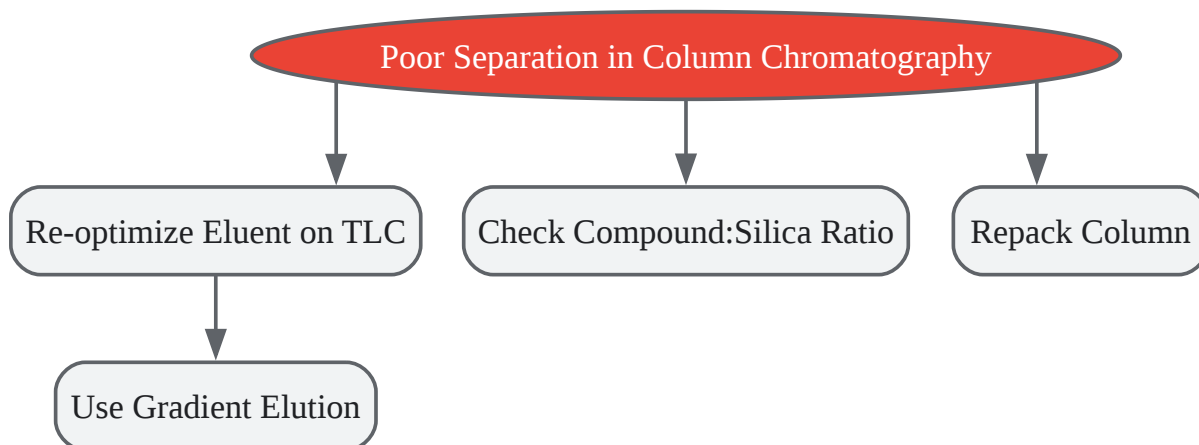 Poor Separation in Column Chromatography
Re-optimize Eluent on TLC
Check Compound:Silica Ratio
Repack Column
Use Gradient Elution